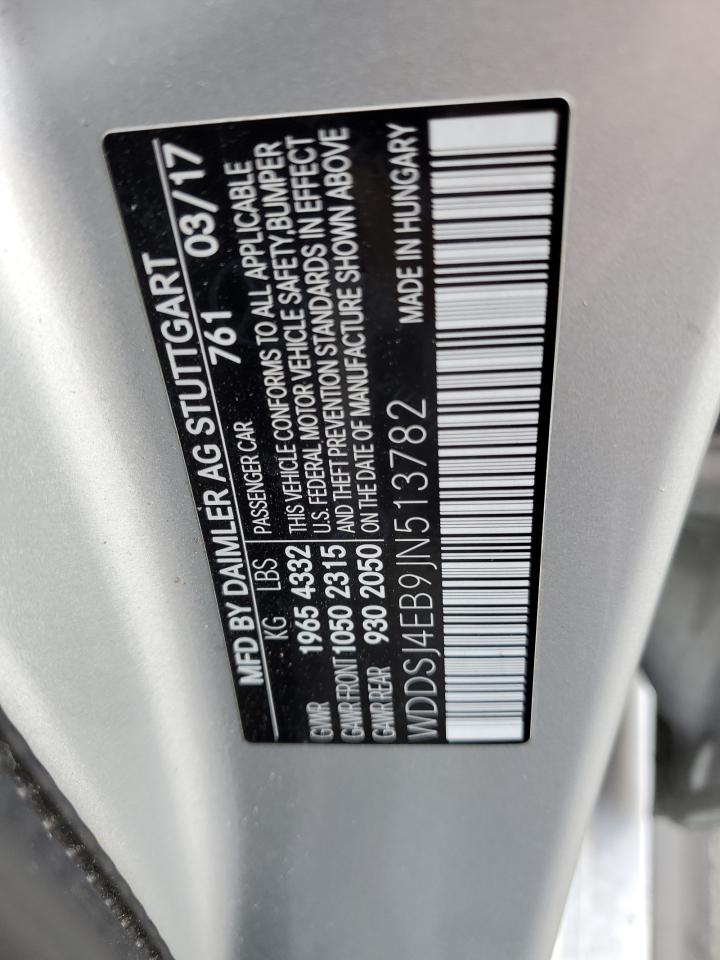 MFD BY DAIMLER AG STUTTGART
761 03/17
KG LBS PASSENGER CAR
GVWR 1965 4332 THIS VEHICLE CONFORMS TO ALL APPLICABLE
GAWR FRONT 1050 2315 U.S. FEDERAL MOTOR VEHICLE SAFETY,BUMPER
GAWR REAR 930 2050 AND THEFT PREVENTION STANDARDS IN EFFECT
ON THE DATE OF MANUFACTURE SHOWN ABOVE
WDDSJ4EB9JN513782 MADE IN HUNGARY